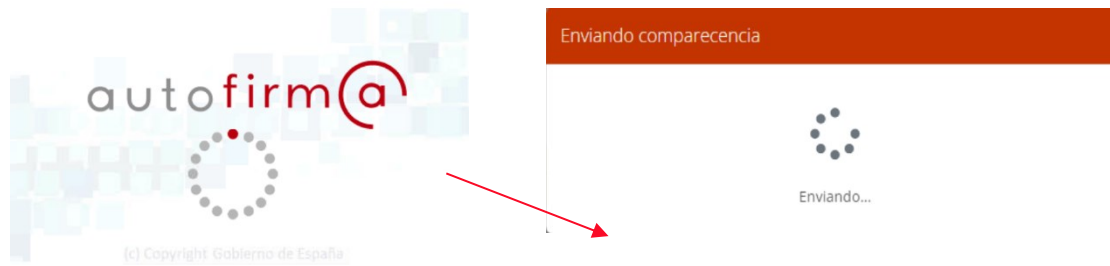 autofirm@
(c) Copyright Gobierno de España
Enviando comparecencia
Enviando...